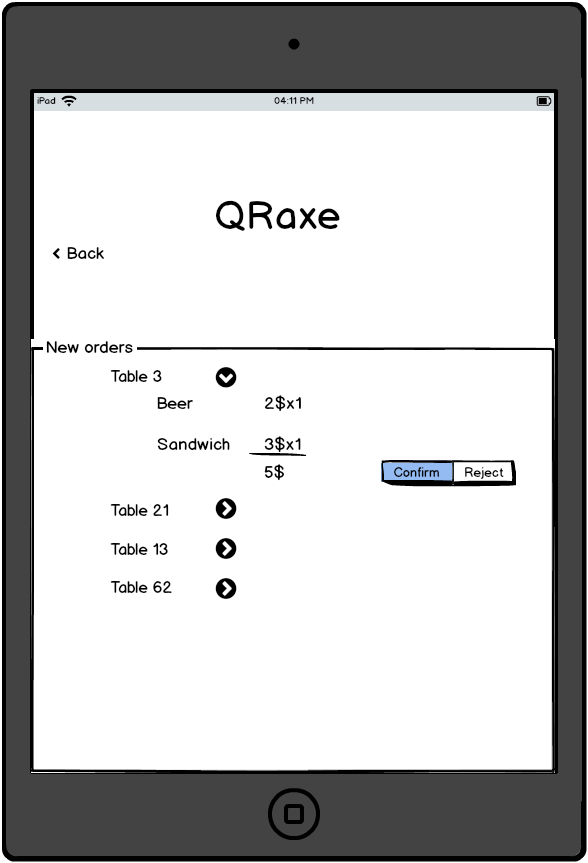 iPad 04:11 PM
QRaxe
Back
New orders
Table 3
Beer 2$x1
Sandwich 3$x1
5$ Confirm Reject
Table 21
Table 13
Table 62